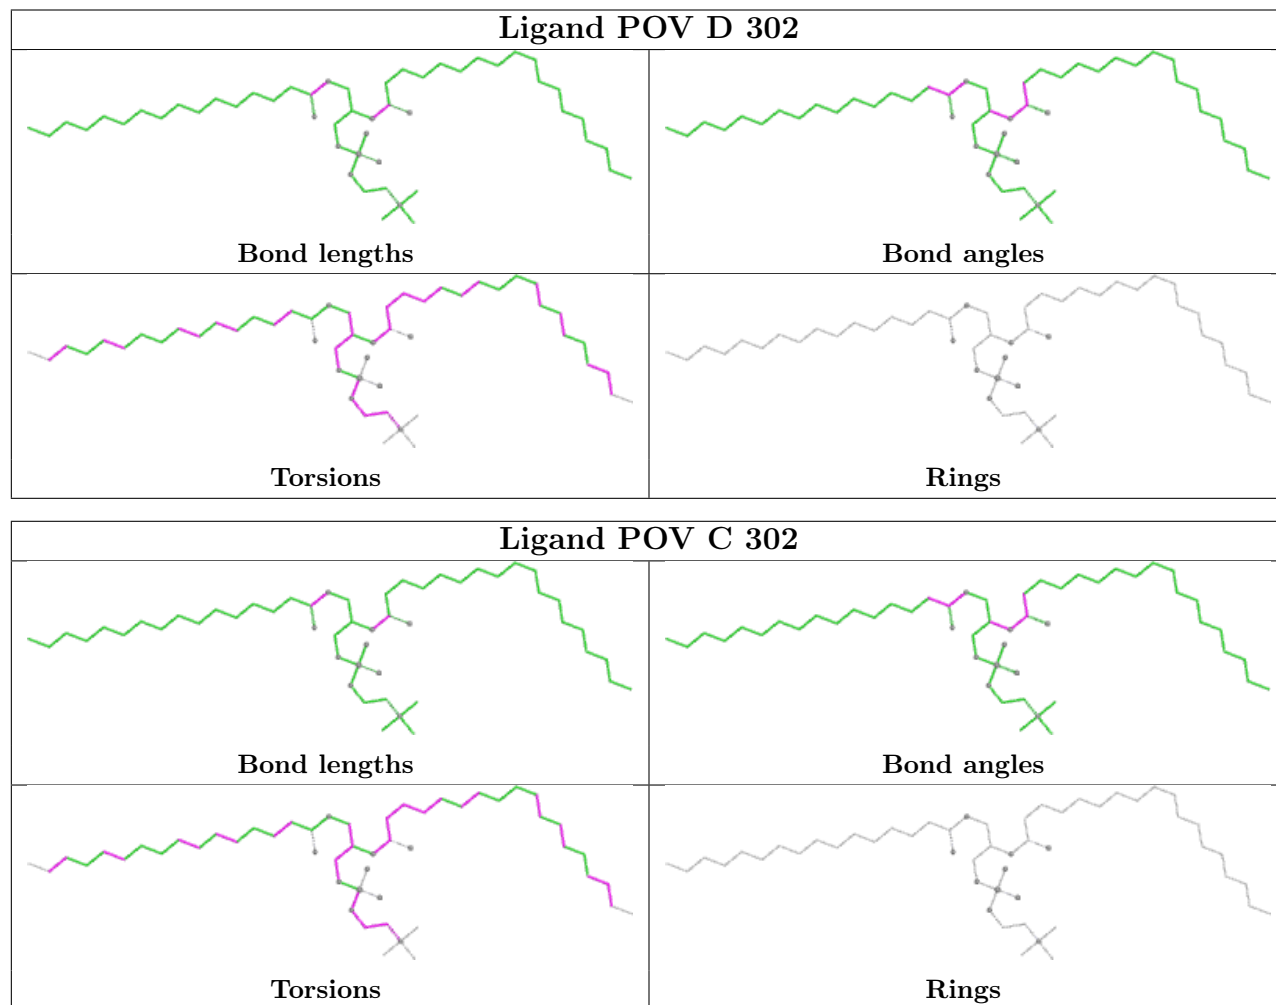 Ligand POV D 302
Bond lengths
Bond angles
Torsions
Rings
Ligand POV C 302
Bond lengths
Bond angles
Torsions
Rings